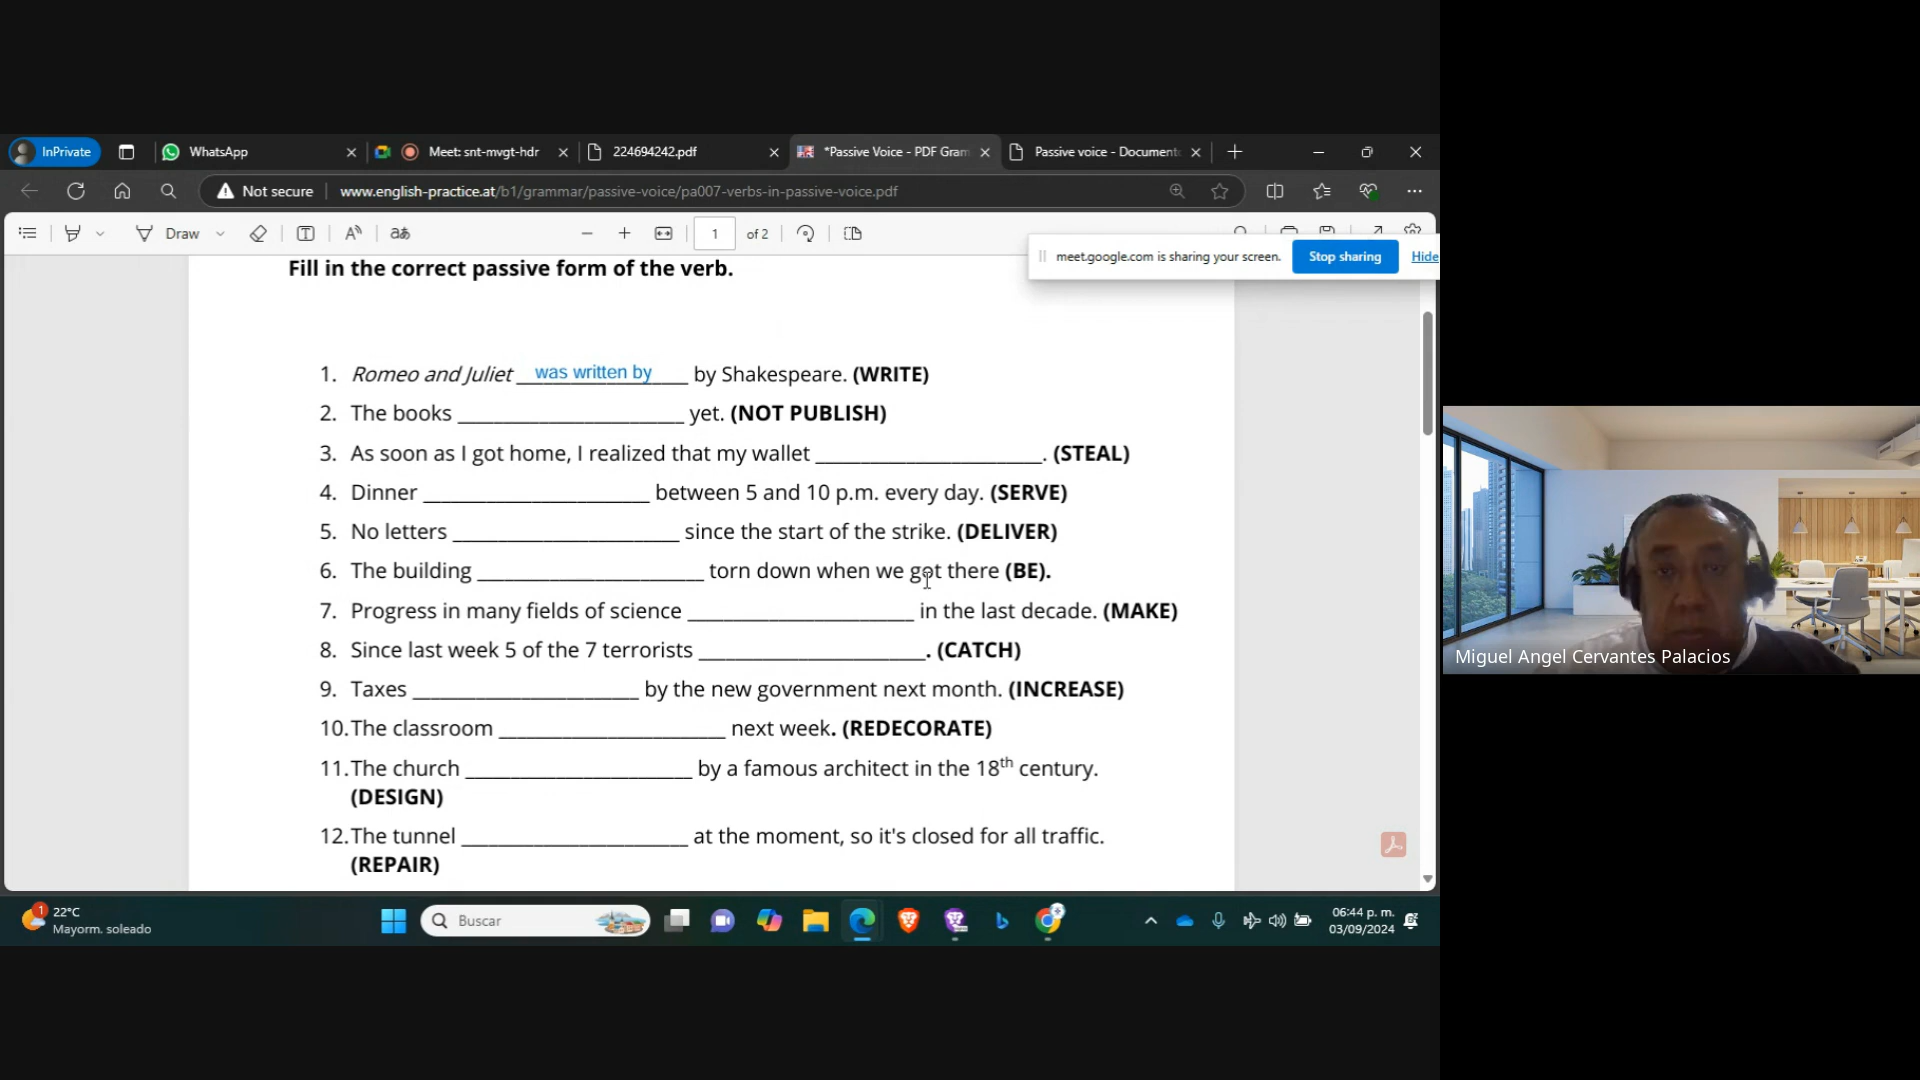 InPrivate
WhatsApp
Meet: snt-mvgt-hdr
224694242.pdf
*Passive Voice - PDF Gram
Passive voice - Document
Not secure
www.english-practice.at/b1/grammar/passive-voice/pa007-verbs-in-passive-voice.pdf
Draw
aあ
1
of 2
meet.google.com is sharing your screen.
Stop sharing
Hide
Fill in the correct passive form of the verb.
1. Romeo and Juliet was written by by Shakespeare. (WRITE)
2. The books ____________________ yet. (NOT PUBLISH)
3. As soon as I got home, I realized that my wallet ____________________. (STEAL)
4. Dinner ____________________ between 5 and 10 p.m. every day. (SERVE)
5. No letters ____________________ since the start of the strike. (DELIVER)
6. The building ____________________ torn down when we got there (BE).
7. Progress in many fields of science ____________________ in the last decade. (MAKE)
8. Since last week 5 of the 7 terrorists ____________________. (CATCH)
9. Taxes ____________________ by the new government next month. (INCREASE)
10. The classroom ____________________ next week. (REDECORATE)
11. The church ____________________ by a famous architect in the 18th century.
(DESIGN)
12. The tunnel ____________________ at the moment, so it's closed for all traffic.
(REPAIR)
Miguel Angel Cervantes Palacios
1
22°C
Mayorm. soleado
Buscar
06:44 p. m.
03/09/2024